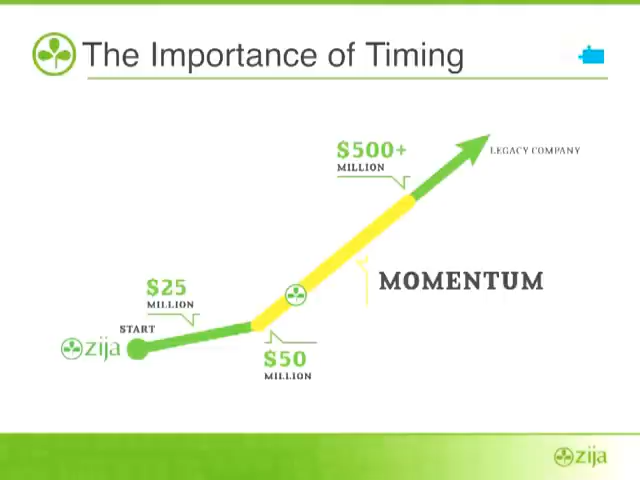 The Importance of Timing
$500+
MILLION
LEGACY COMPANY
MOMENTUM
$25
MILLION
START
zija
$50
MILLION
zija